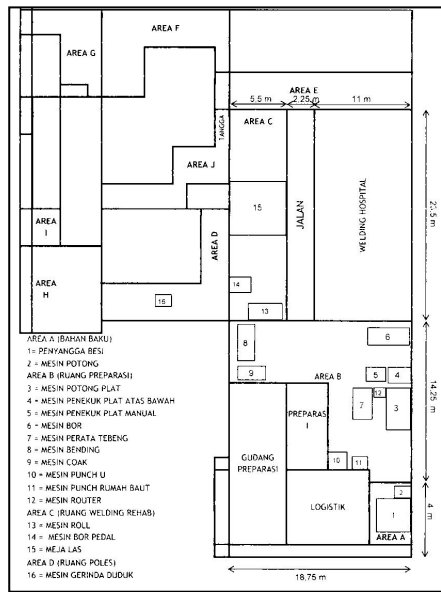 AREA F
AREA G
AREA E
5,5 m
2,25 m
11 m
AREA C
TANGGA
AREA J
15
JALAN
WELDING HOSPITAL
AREA I
AREA D
AREA H
14
16
13
AREA (BAHAN BAKU)
1= PENYANGGA BESI
2 = MESIN POTONG
AREA B (RUANG PREPARASI)
3 = MESIN POTONG PLAT
4 = MESIN PENEKUK PLAT ATAS BAWAH
5 = MESIN PENEKUK PLAT MANUAL
6 = MESIN BOR
7 = MESIN PERATA TEBENG
8 = MESIN BENDING
9 = MESIN COAK
10 = MESIN PUNCH U
11 = MESIN PUNCH RUMAH BAUT
12 = MESIN ROUTER
AREA C (RUANG WELDING REHAB)
13 = MESIN ROLL
14 = MESIN BOR PEDAL
15 = MEJA LAS
AREA D (RUANG POLES)
16 = MESIN GERINDA DUDUK
8
6
9
AREA B
5
4
12
7
3
PREPARASI
GUDANG PREPARASI
10
11
LOGISTIK
2
1
AREA A
14,25 m
4 m
18,75 m